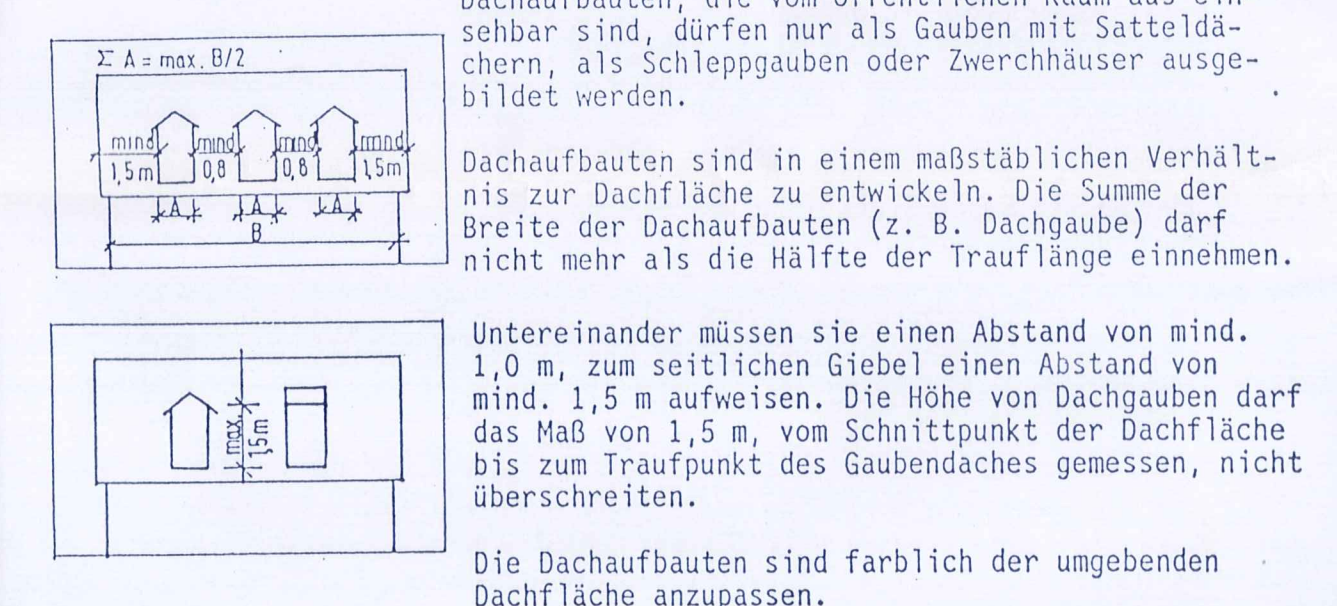 Dachaufbauten, die vom öffentlichen Raum aus ein-
sehbar sind, dürfen nur als Gauben mit Satteldä-
chern, als Schleppgauben oder Zwerchhäuser ausge-
bildet werden.
Σ A = max. B/2
mind mind mind mind
1,5m 0,8 0,8 1,5m
A A A
B
Dachaufbauten sind in einem maßstäblichen Verhält-
nis zur Dachfläche zu entwickeln. Die Summe der
Breite der Dachaufbauten (z. B. Dachgaube) darf
nicht mehr als die Hälfte der Trauflänge einnehmen.
Untereinander müssen sie einen Abstand von mind.
1,0 m, zum seitlichen Giebel einen Abstand von
mind. 1,5 m aufweisen. Die Höhe von Dachgauben darf
das Maß von 1,5 m, vom Schnittpunkt der Dachfläche
bis zum Traufpunkt des Gaubendaches gemessen, nicht
überschreiten.
max.
1,5m
Die Dachaufbauten sind farblich der umgebenden
Dachfläche anzupassen.